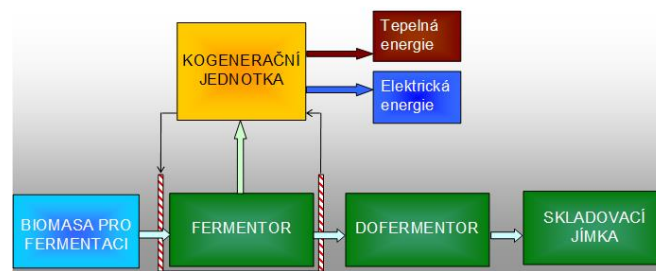 KOGENERAČNÍ
JEDNOTKA
Tepelná
energie
Elektrická
energie
BIOMASA PRO
FERMENTACI
FERMENTOR
DOFERMENTOR
SKLADOVACÍ
JÍMKA